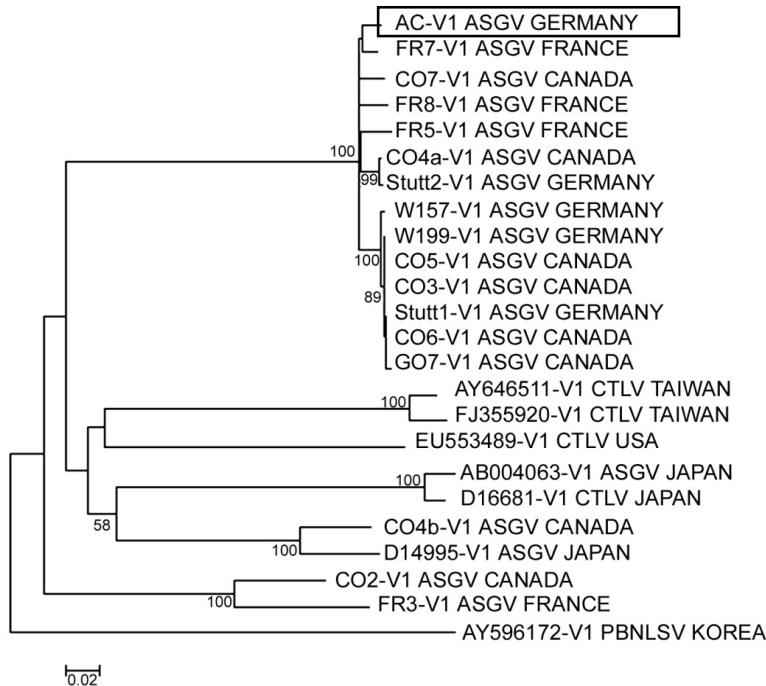 AC-V1 ASGV GERMANY
FR7-V1 ASGV FRANCE
CO7-V1 ASGV CANADA
FR8-V1 ASGV FRANCE
FR5-V1 ASGV FRANCE
100
CO4a-V1 ASGV CANADA
99
Stutt2-V1 ASGV GERMANY
W157-V1 ASGV GERMANY
W199-V1 ASGV GERMANY
100
CO5-V1 ASGV CANADA
CO3-V1 ASGV CANADA
89
Stutt1-V1 ASGV GERMANY
CO6-V1 ASGV CANADA
GO7-V1 ASGV CANADA
AY646511-V1 CTLV TAIWAN
100
FJ355920-V1 CTLV TAIWAN
EU553489-V1 CTLV USA
AB004063-V1 ASGV JAPAN
100
D16681-V1 CTLV JAPAN
58
CO4b-V1 ASGV CANADA
100
D14995-V1 ASGV JAPAN
CO2-V1 ASGV CANADA
100
FR3-V1 ASGV FRANCE
AY596172-V1 PBNLSV KOREA
0.02